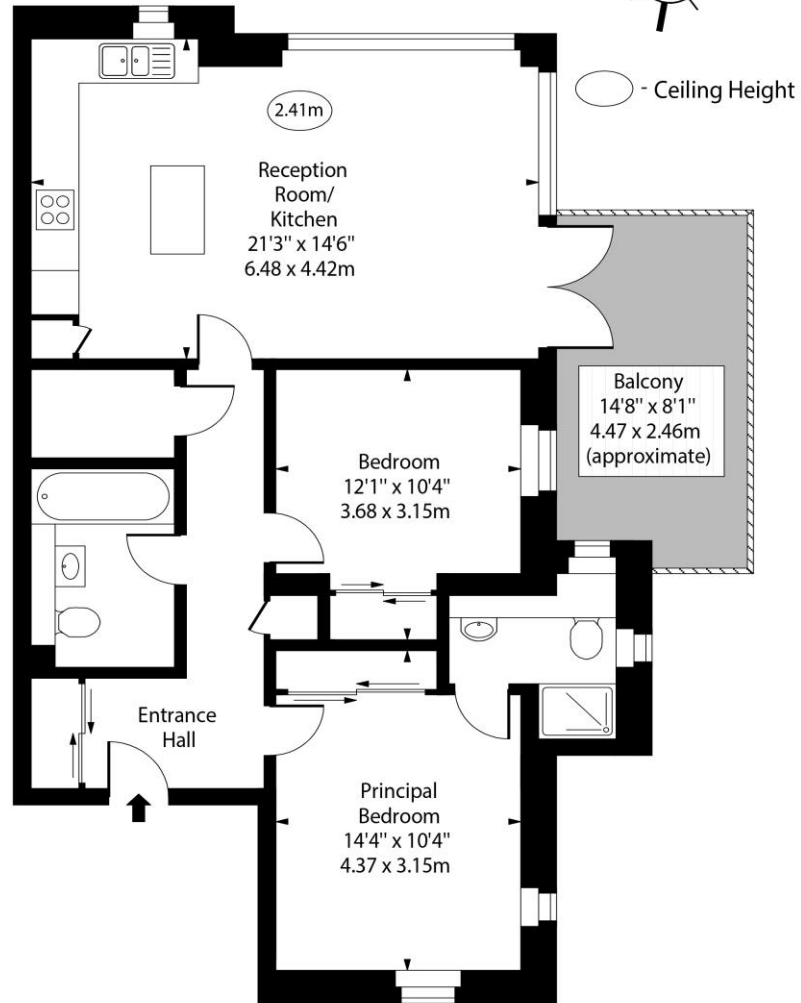 - Ceiling Height
2.41m
Reception
Room/
Kitchen
21'3'' x 14'6''
6.48 x 4.42m
Balcony
14'8'' x 8'1''
4.47 x 2.46m
(approximate)
Bedroom
12'1'' x 10'4''
3.68 x 3.15m
Entrance
Hall
Principal
Bedroom
14'4'' x 10'4''
4.37 x 3.15m